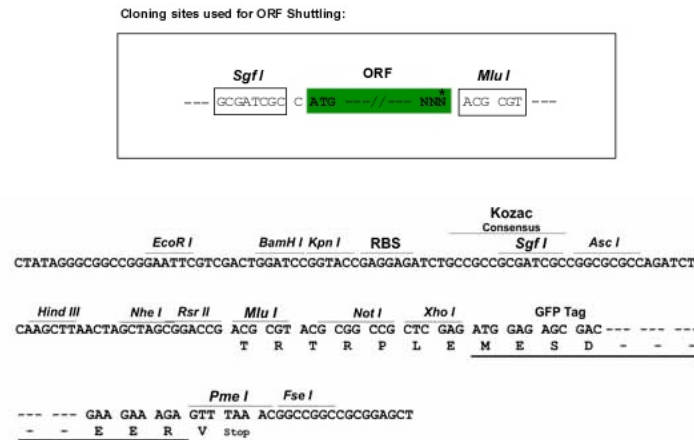 Cloning sites used for ORF Shuttling:
Sgf I ORF Mlu I
--- GCGATCGC C ATG ---//--- NNN* ACG CGT ---
Kozac
Consensus
EcoR I BamH I Kpn I RBS Sgf I Asc I
CTATAGGGCGGCCGGGAATTCGTCGACTGGATCCGGTACCGAGGAGATCTGCCGCCGCGATCGCCGGCGCGCCAGATCT
Hind III Nhe I Rsr II Mlu I Not I Xho I GFP Tag
CAAGCTTAACTAGCTAGCGGACCG ACG CGT ACG CGG CCG CTC GAG ATG GAG AGC GAC--- --- ---
T R T R P L E M E S D - - -
Pme I Fse I
--- --- GAA GAA AGA GTT TAA ACGGCCGGCCGCGGAGCT
- - E E R V Stop